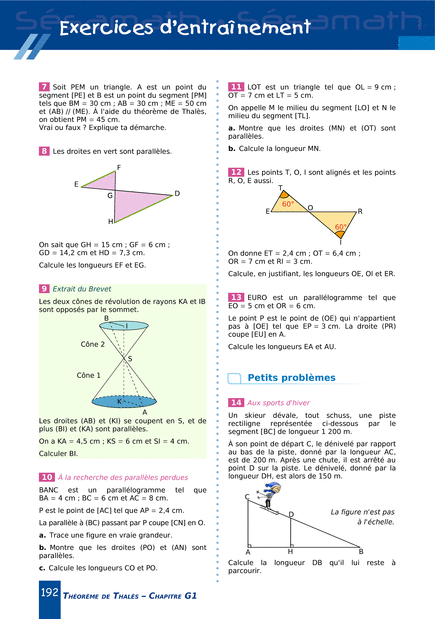 Sésamath
Sésamath
Exercices d'entraînement
7 Soit PEM un triangle. A est un point du
segment [PE] et B est un point du segment [PM]
tels que BM = 30 cm ; AB = 30 cm ; ME = 50 cm
et (AB) // (ME). À l'aide du théorème de Thalès,
on obtient PM = 45 cm.
Vrai ou faux ? Explique ta démarche.
8 Les droites en vert sont parallèles.
F
E
G
D
H
On sait que GH = 15 cm ; GF = 6 cm ;
GD = 14,2 cm et HD = 7,3 cm.
Calcule les longueurs EF et EG.
9 Extrait du Brevet
Les deux cônes de révolution de rayons KA et IB
sont opposés par le sommet.
B
I
Cône 2
S
Cône 1
K
A
Les droites (AB) et (KI) se coupent en S, et de
plus (BI) et (KA) sont parallèles.
On a KA = 4,5 cm ; KS = 6 cm et SI = 4 cm.
Calculer BI.
10 À la recherche des parallèles perdues
BANC est un parallélogramme tel que
BA = 4 cm ; BC = 6 cm et AC = 8 cm.
P est le point de [AC] tel que AP = 2,4 cm.
La parallèle à (BC) passant par P coupe [CN] en O.
a. Trace une figure en vraie grandeur.
b. Montre que les droites (PO) et (AN) sont
parallèles.
c. Calcule les longueurs CO et PO.
11 LOT est un triangle tel que OL = 9 cm ;
OT = 7 cm et LT = 5 cm.
On appelle M le milieu du segment [LO] et N le
milieu du segment [TL].
a. Montre que les droites (MN) et (OT) sont
parallèles.
b. Calcule la longueur MN.
12 Les points T, O, I sont alignés et les points
R, O, E aussi.
T
60°
E
O
R
60°
I
On donne ET = 2,4 cm ; OT = 6,4 cm ;
OR = 7 cm et RI = 3 cm.
Calcule, en justifiant, les longueurs OE, OI et ER.
13 EURO est un parallélogramme tel que
EO = 5 cm et OR = 6 cm.
Le point P est le point de (OE) qui n'appartient
pas à [OE] tel que EP = 3 cm. La droite (PR)
coupe [EU] en A.
Calcule les longueurs EA et AU.
Petits problèmes
14 Aux sports d'hiver
Un skieur dévale, tout schuss, une piste
rectiligne représentée ci-dessous par le
segment [BC] de longueur 1 200 m.
À son point de départ C, le dénivelé par rapport
au bas de la piste, donné par la longueur AC,
est de 200 m. Après une chute, il est arrêté au
point D sur la piste. Le dénivelé, donné par la
longueur DH, est alors de 150 m.
C
D
La figure n'est pas
à l'échelle.
A
H
B
Calcule la longueur DB qu'il lui reste à
parcourir.
192 Théorème de Thalès – Chapitre G1